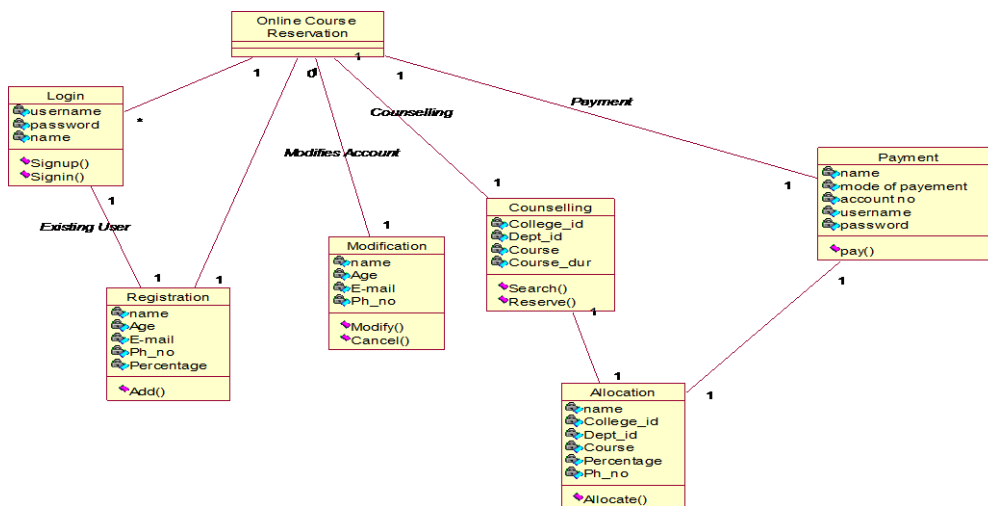 Online Course
Reservation
1
1
0
1
1
Payment
Login
username
password
name
Signup()
Signin()
*
Counselling
Modifies Account
1
Existing User
1
1
Registration
name
Age
E-mail
Ph_no
Percentage
Add()
1
Modification
name
Age
E-mail
Ph_no
Modify()
Cancel()
1
Counselling
College_id
Dept_id
Course
Course_dur
Search()
Reserve()
1
1
Payment
name
mode of payement
account no
username
password
pay()
1
1
1
Allocation
name
College_id
Dept_id
Course
Percentage
Ph_no
Allocate()